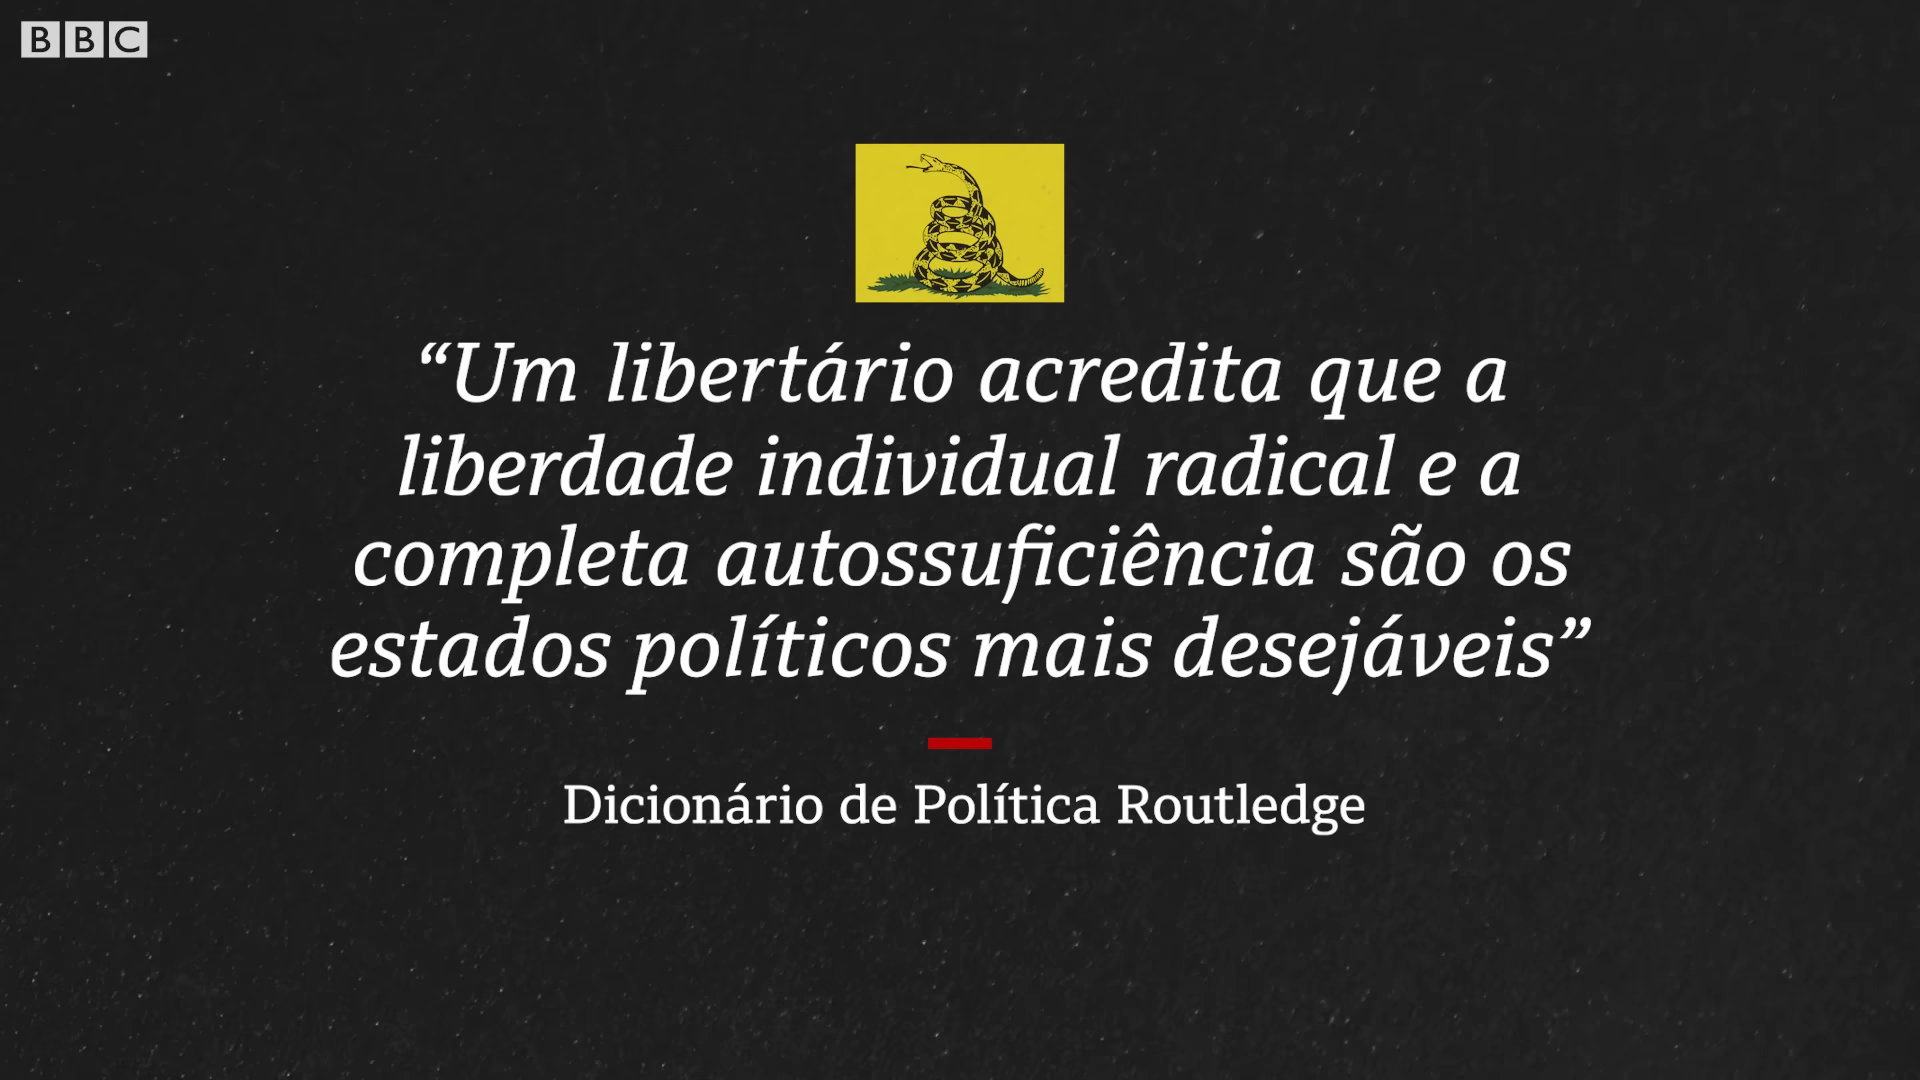 BBC
“Um libertário acredita que a
liberdade individual radical e a
completa autossuficiência são os
estados políticos mais desejáveis”
Dicionário de Política Routledge